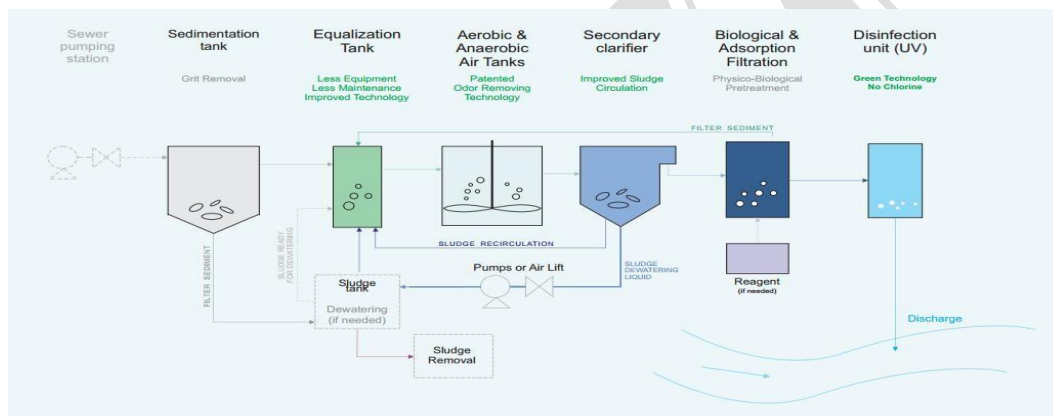 Sewer
pumping
station
Sedimentation
tank
Grit Removal
Equalization
Tank
Less Equipment
Less Maintenance
Improved Technology
Aerobic &
Anaerobic
Air Tanks
Patented
Odor Removing
Technology
Secondary
clarifier
Improved Sludge
Circulation
Biological &
Adsorption
Filtration
Physico-Biological
Pretreatment
Disinfection
unit (UV)
Green Technology
No Chlorine
FILTER SEDIMENT
SLUDGE RECIRCULATION
FILTER SEDIMENT
SLUDGE READY
FOR DEWATERING
Sludge
tank
Dewatering
(if needed)
Pumps or Air Lift
SLUDGE
DEWATERING
LIQUID
Reagent
(if needed)
Discharge
Sludge
Removal